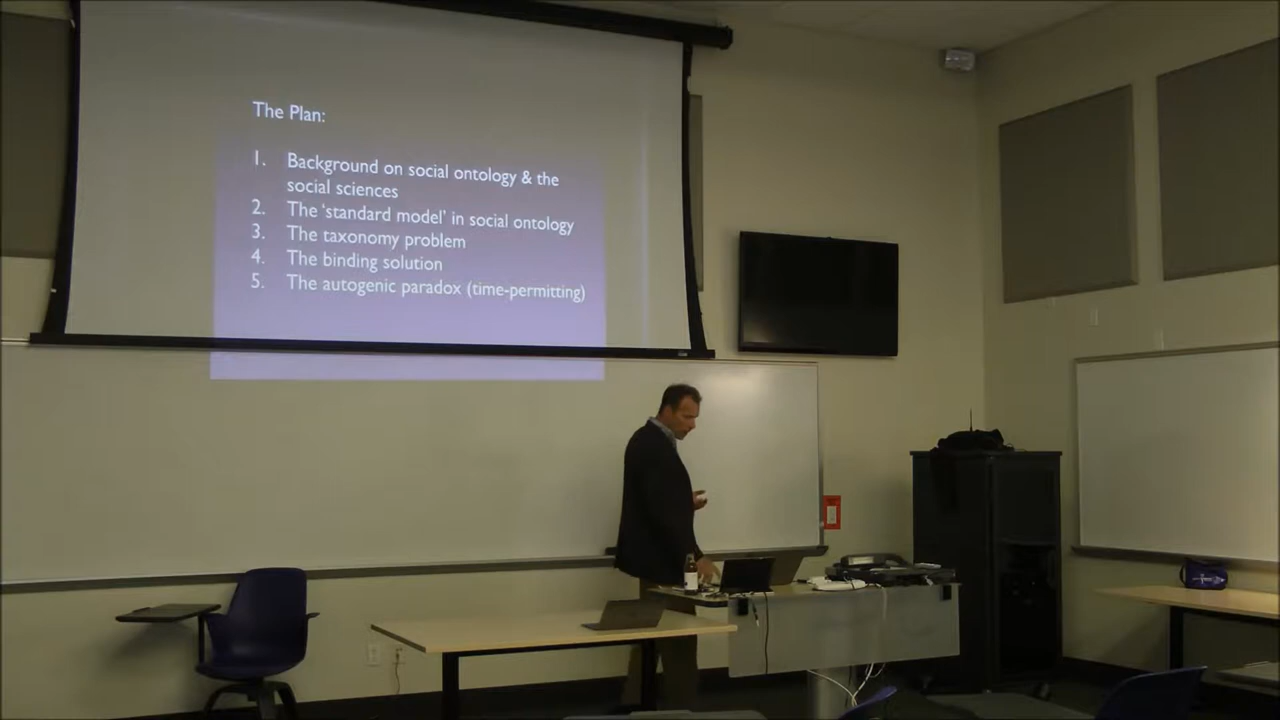 The Plan:
1. Background on social ontology & the
social sciences
2. The 'standard model' in social ontology
3. The taxonomy problem
4. The binding solution
5. The autogenic paradox (time-permitting)